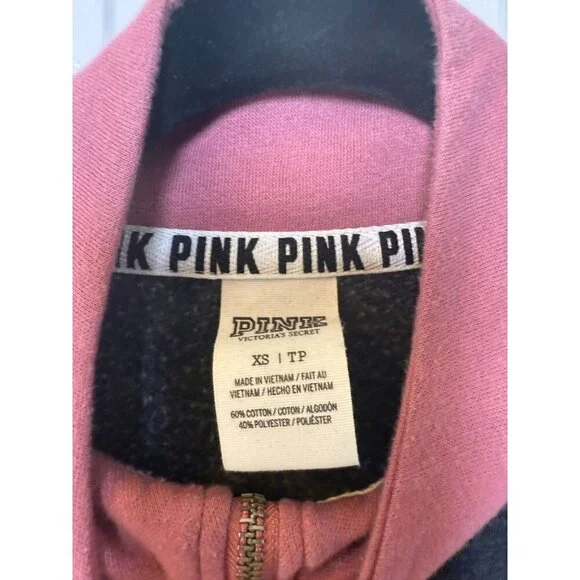 K PINK PINK PI
PINK
VICTORIA'S SECRET
XS | TP
MADE IN VIETNAM / FAIT AU
VIETNAM / HECHO EN VIETNAM
60% COTTON / COTON / ALGODÓN
40% POLYESTER / POLIÉSTER